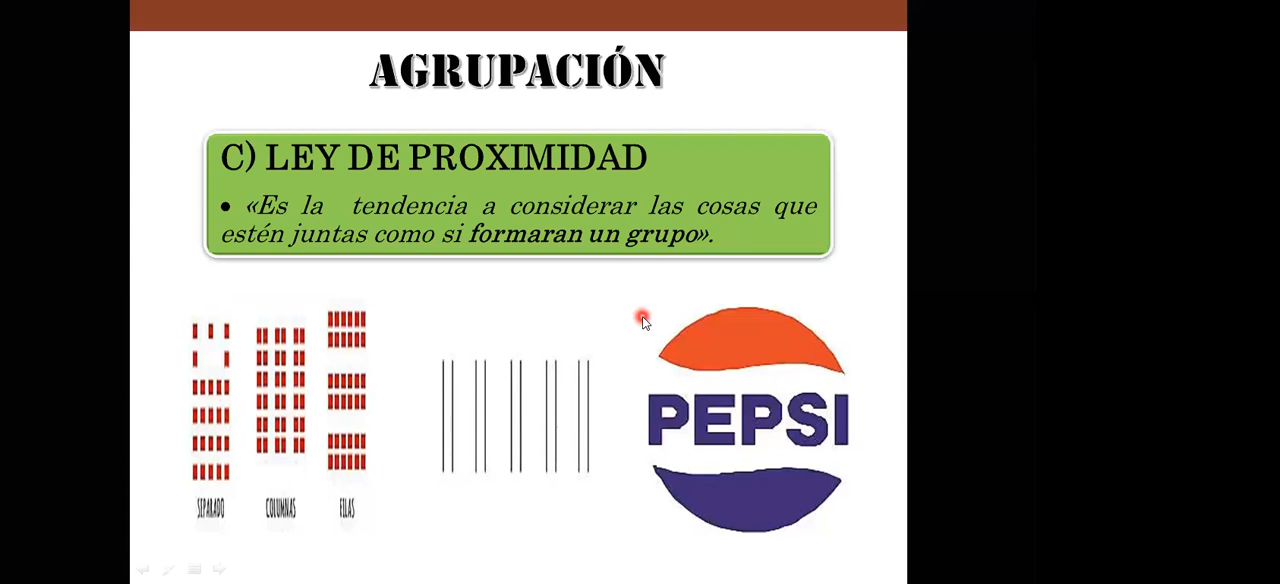 AGRUPACIÓN
C) LEY DE PROXIMIDAD
• «Es la tendencia a considerar las cosas que
estén juntas como si formaran un grupo».
PEPSI
SEPARADO COLUMNAS FILAS